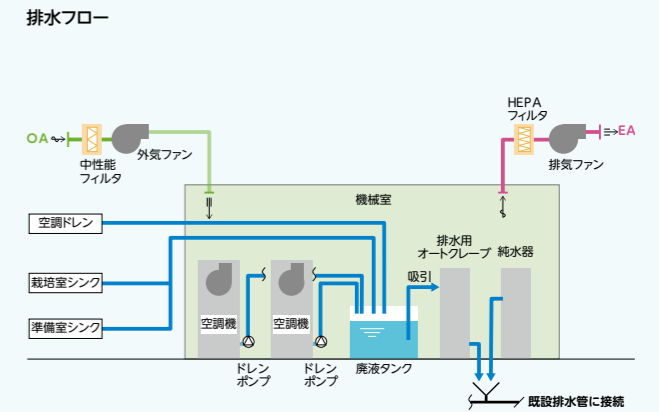 排水フロー
HEPA
フィルタ
OA
EA
外気ファン
中性能
フィルタ
排気ファン
機械室
空調ドレン
排水用
オートクレーブ
純水器
吸引
栽培室シンク
空調機
空調機
準備室シンク
ドレン
ポンプ
ドレン
ポンプ
廃液タンク
既設排水管に接続